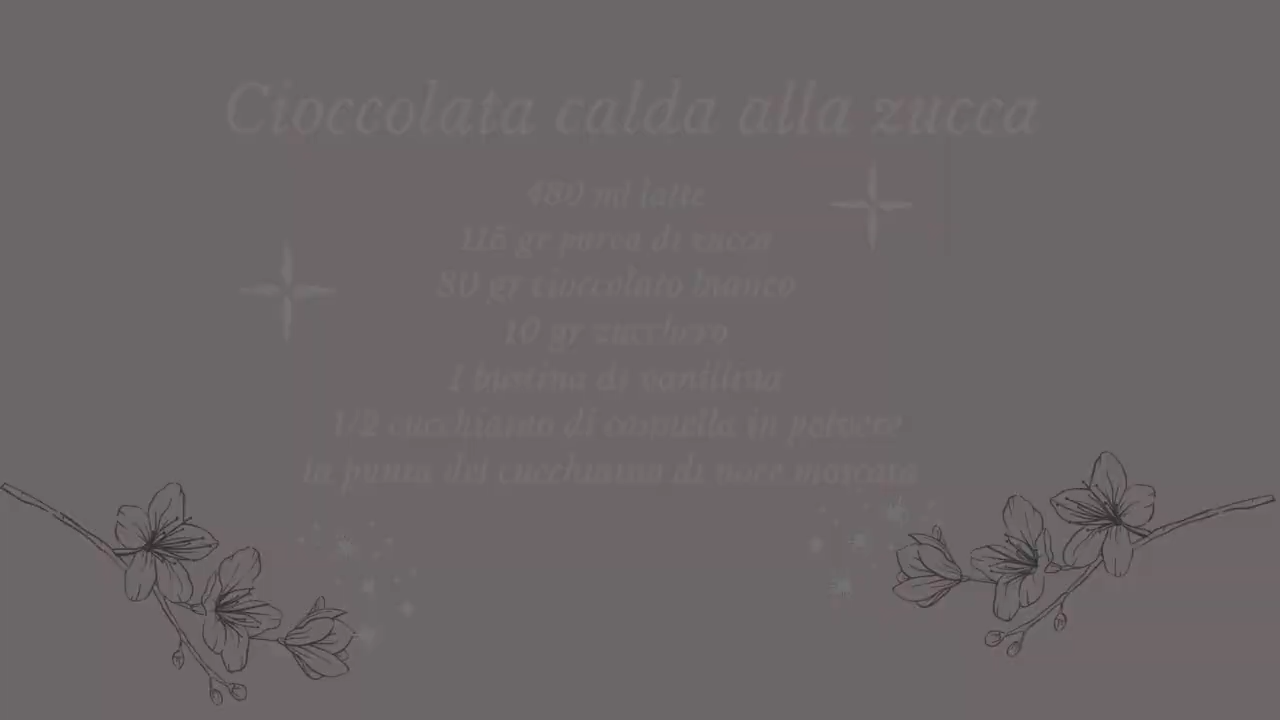 Cioccolata calda alla zucca
480 ml latte
115 gr purea di zucca
80 gr cioccolato bianco
10 gr zucchero
1 bustina di vanillina
1/2 cucchiaino di cannella in polvere
la punta del cucchiaino di noce moscata